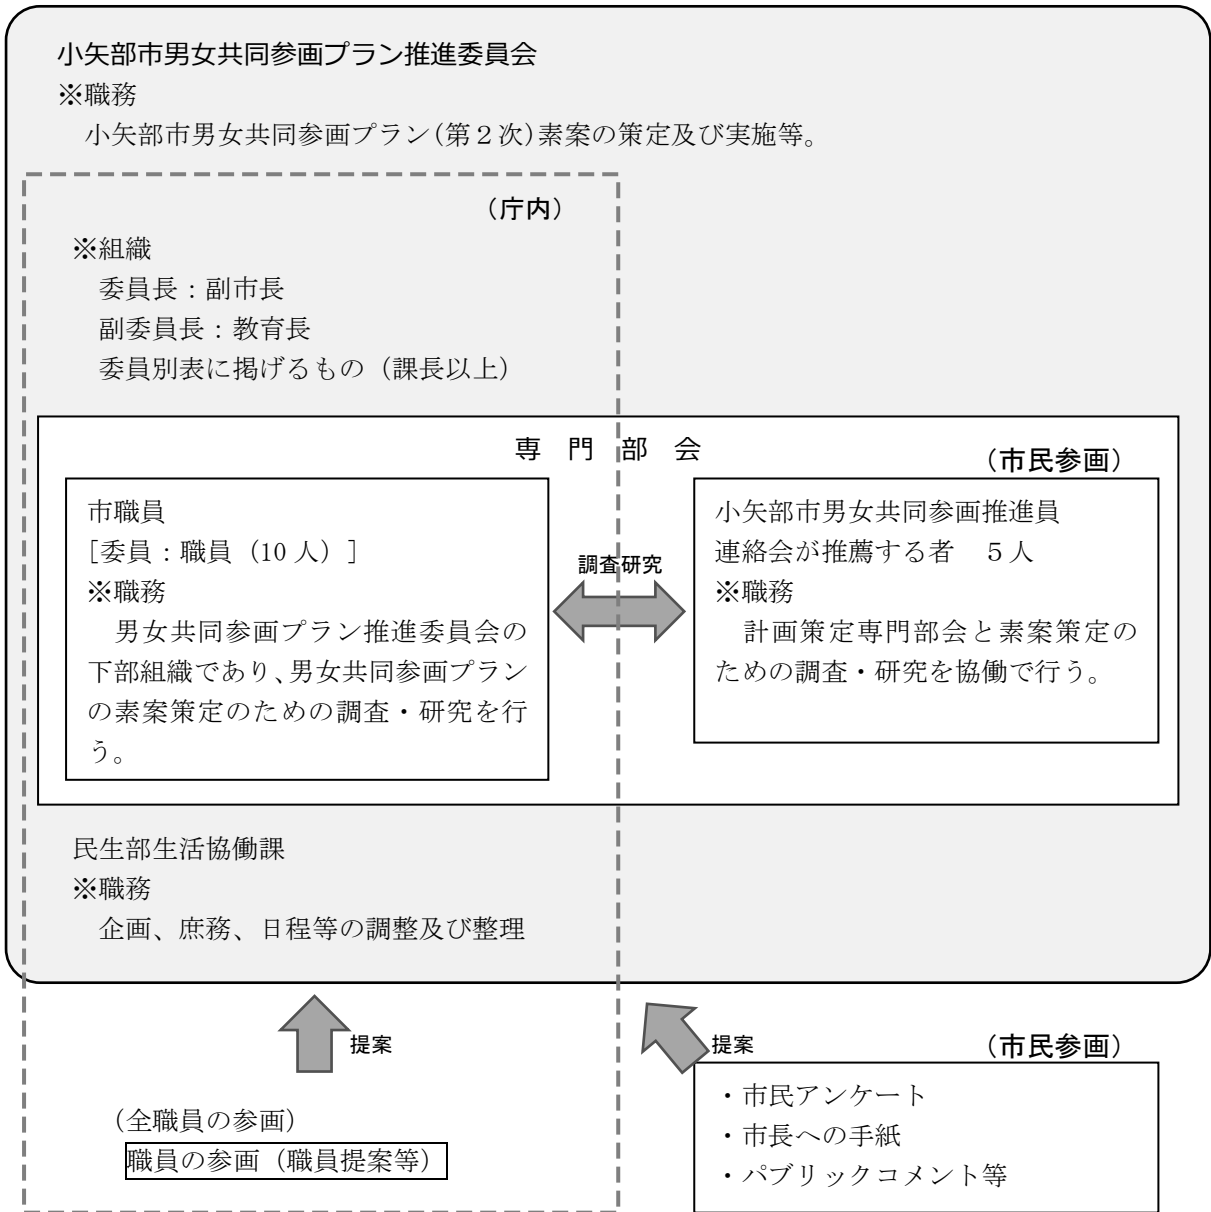 小矢部市男女共同参画プラン推進委員会
※職務
小矢部市男女共同参画プラン(第２次)素案の策定及び実施等。
（庁内）
※組織
委員長：副市長
副委員長：教育長
委員別表に掲げるもの（課長以上）
専　門　部　会
（市民参画）
市職員
[委員：職員（10 人）]
※職務
男女共同参画プラン推進委員会の
下部組織であり、男女共同参画プラン
の素案策定のための調査・研究を行
う。
調査研究
小矢部市男女共同参画推進員
連絡会が推薦する者　５人
※職務
計画策定専門部会と素案策定の
ための調査・研究を協働で行う。
民生部生活協働課
※職務
企画、庶務、日程等の調整及び整理
提案
（全職員の参画）
職員の参画（職員提案等）
提案
（市民参画）
・市民アンケート
・市長への手紙
・パブリックコメント等